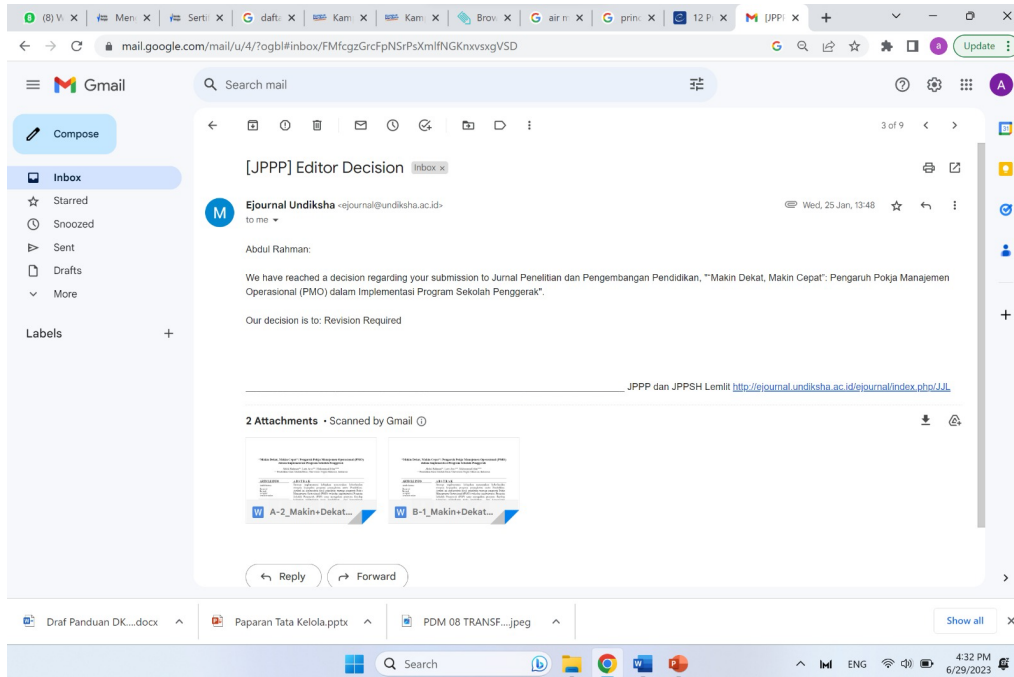 (8) W
Men
Serti
dafta
Kam
Kam
Brow
air m
princ
12 P
[JPP
mail.google.com/mail/u/4/?ogbl#inbox/FMfcgzGrcFpNSrPsXmlfNGKnxvsxgVSD
a
Update
Gmail
Search mail
A
Compose
3 of 9
31
Inbox
Starred
Snoozed
Sent
Drafts
More
Labels
[JPPP] Editor Decision Inbox x
M
Ejournal Undiksha <ejournal@undiksha.ac.id>
Wed, 25 Jan, 13:48
to me
Abdul Rahman:
We have reached a decision regarding your submission to Jurnal Penelitian dan Pengembangan Pendidikan, "“Makin Dekat, Makin Cepat”: Pengaruh Pokja Manajemen
Operasional (PMO) dalam Implementasi Program Sekolah Penggerak".
Our decision is to: Revision Required
JPPP dan JPPSH Lemlit http://ejournal.undiksha.ac.id/ejournal/index.php/JJL
2 Attachments • Scanned by Gmail
W A-2_Makin+Dekat...
W B-1_Makin+Dekat...
Reply
Forward
Draf Panduan DK....docx
Paparan Tata Kelola.pptx
PDM 08 TRANSF....jpeg
Show all
Search
ENG
4:32 PM
6/29/2023